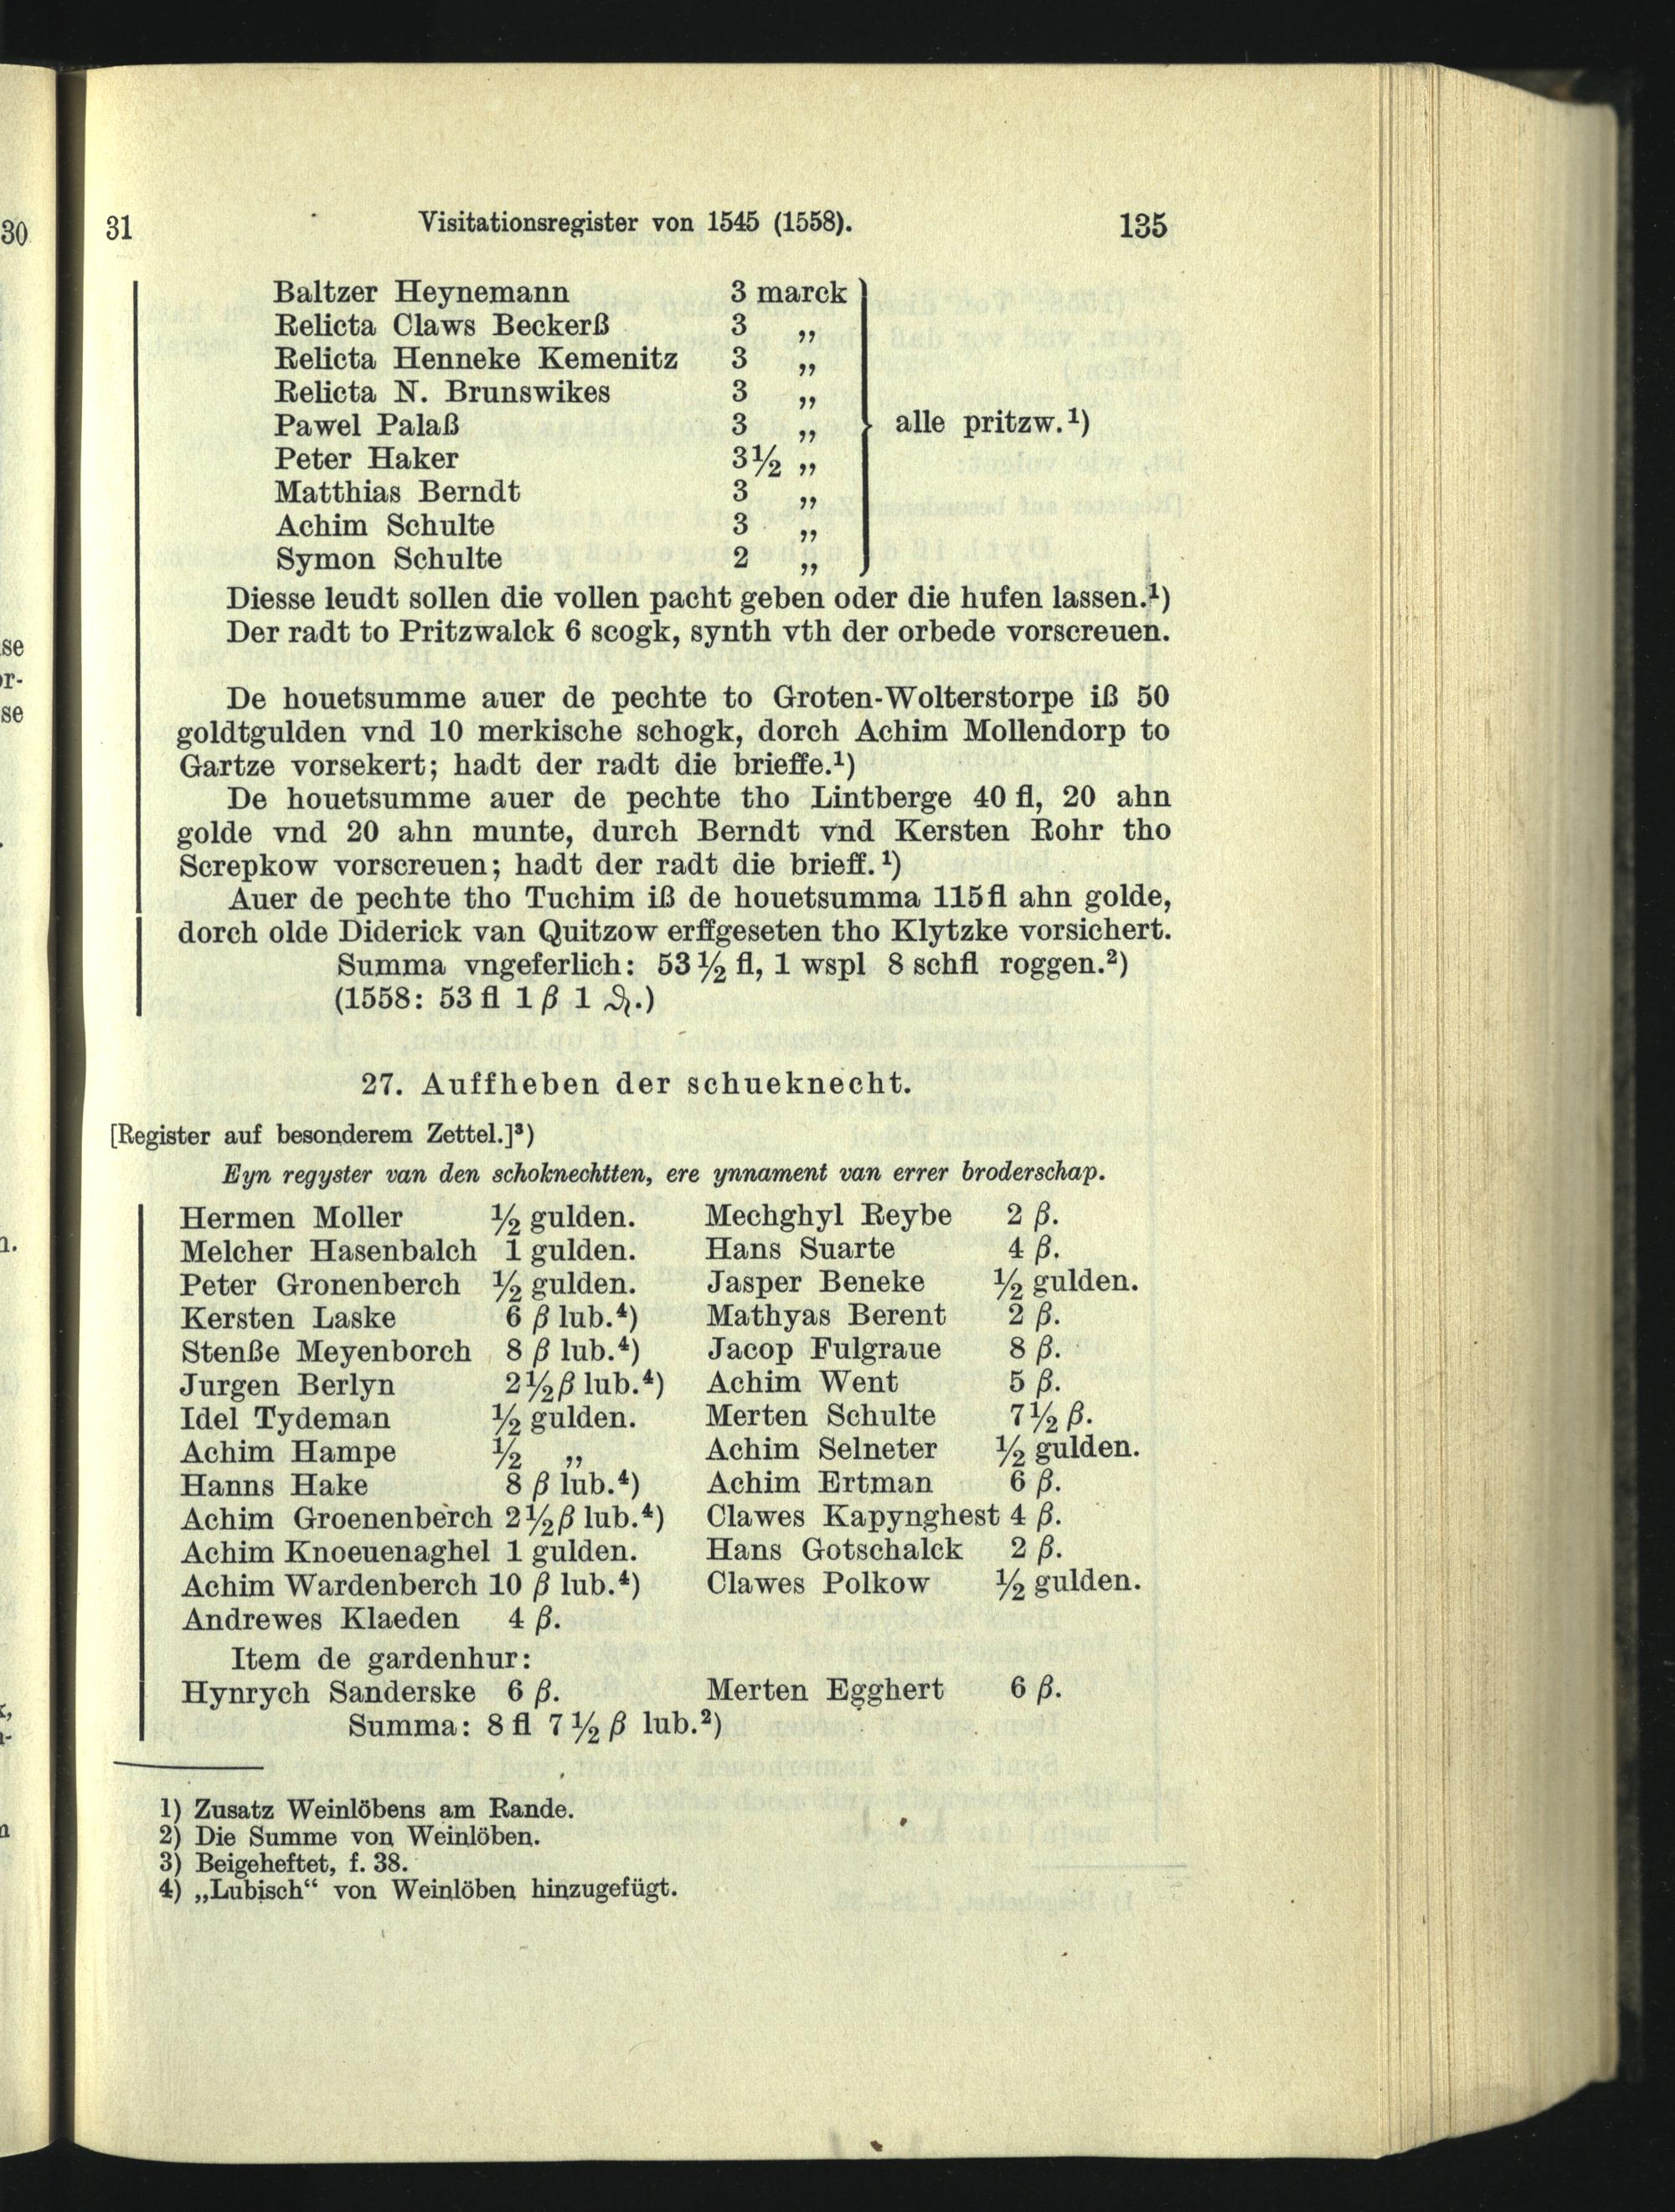 31 Visitationsregister von 1545 (1558). 135
Baltzer Heynemann 3 marck
Relicta Claws Beckerß 3 „
Relicta Henneke Kemenitz 3 „
Relicta N. Brunswikes 3 „
Pawel Palaß 3 „ alle pritzw.¹)
Peter Haker 3½ „
Matthias Berndt 3 „
Achim Schulte 3 „
Symon Schulte 2 „
Diesse leudt sollen die vollen pacht geben oder die hufen lassen.¹)
Der radt to Pritzwalck 6 scogk, synth vth der orbede vorscreuen.
De houetsumme auer de pechte to Groten-Wolterstorpe iß 50
goldtgulden vnd 10 merkische schogk, dorch Achim Mollendorp to
Gartze vorsekert; hadt der radt die brieffe.¹)
De houetsumme auer de pechte tho Lintberge 40 fl, 20 ahn
golde vnd 20 ahn munte, durch Berndt vnd Kersten Rohr tho
Screpkow vorscreuen; hadt der radt die brieff.¹)
Auer de pechte tho Tuchim iß de houetsumma 115 fl ahn golde,
dorch olde Diderick van Quitzow erffgeseten tho Klytzke vorsichert.
Summa vngeferlich: 53½ fl, 1 wspl 8 schfl roggen.²)
(1558: 53 fl 1 β 1 ₰.)
27. Auffheben der schueknecht.
[Register auf besonderem Zettel.]³)
Eyn regyster van den schoknechtten, ere ynnament van errer broderschap.
Hermen Moller ½ gulden. Mechghyl Reybe 2 β.
Melcher Hasenbalch 1 gulden. Hans Suarte 4 β.
Peter Gronenberch ½ gulden. Jasper Beneke ½ gulden.
Kersten Laske 6 β lub.⁴) Mathyas Berent 2 β.
Stenße Meyenborch 8 β lub.⁴) Jacop Fulgraue 8 β.
Jurgen Berlyn 2½ β lub.⁴) Achim Went 5 β.
Idel Tydeman ½ gulden. Merten Schulte 7½ β.
Achim Hampe ½ „ Achim Selneter ½ gulden.
Hanns Hake 8 β lub.⁴) Achim Ertman 6 β.
Achim Groenenberch 2½ β lub.⁴) Clawes Kapynghest 4 β.
Achim Knoeuenaghel 1 gulden. Hans Gotschalck 2 β.
Achim Wardenberch 10 β lub.⁴) Clawes Polkow ½ gulden.
Andrewes Klaeden 4 β.
Item de gardenhur:
Hynrych Sanderske 6 β. Merten Egghert 6 β.
Summa: 8 fl 7½ β lub.²)
1) Zusatz Weinlöbens am Rande.
2) Die Summe von Weinlöben.
3) Beigeheftet, f. 38.
4) „Lubisch“ von Weinlöben hinzugefügt.
30
se
or-
se